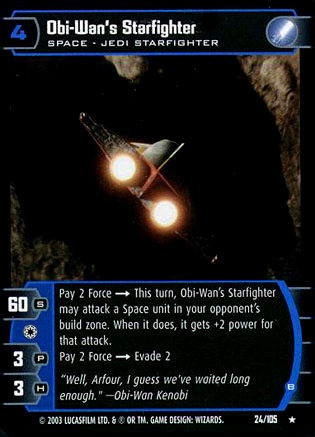 4
Obi-Wan's Starfighter
SPACE - JEDI STARFIGHTER
60 S
3 P
3 H
Pay 2 Force → This turn, Obi-Wan's Starfighter
may attack a Space unit in your opponent's
build zone. When it does, it gets +2 power for
that attack.
Pay 2 Force → Evade 2
"Well, Arfour, I guess we've waited long
enough." —Obi-Wan Kenobi
B
© 2003 LUCASFILM LTD. & ® OR TM. GAME DESIGN: WIZARDS.
24/105 ★